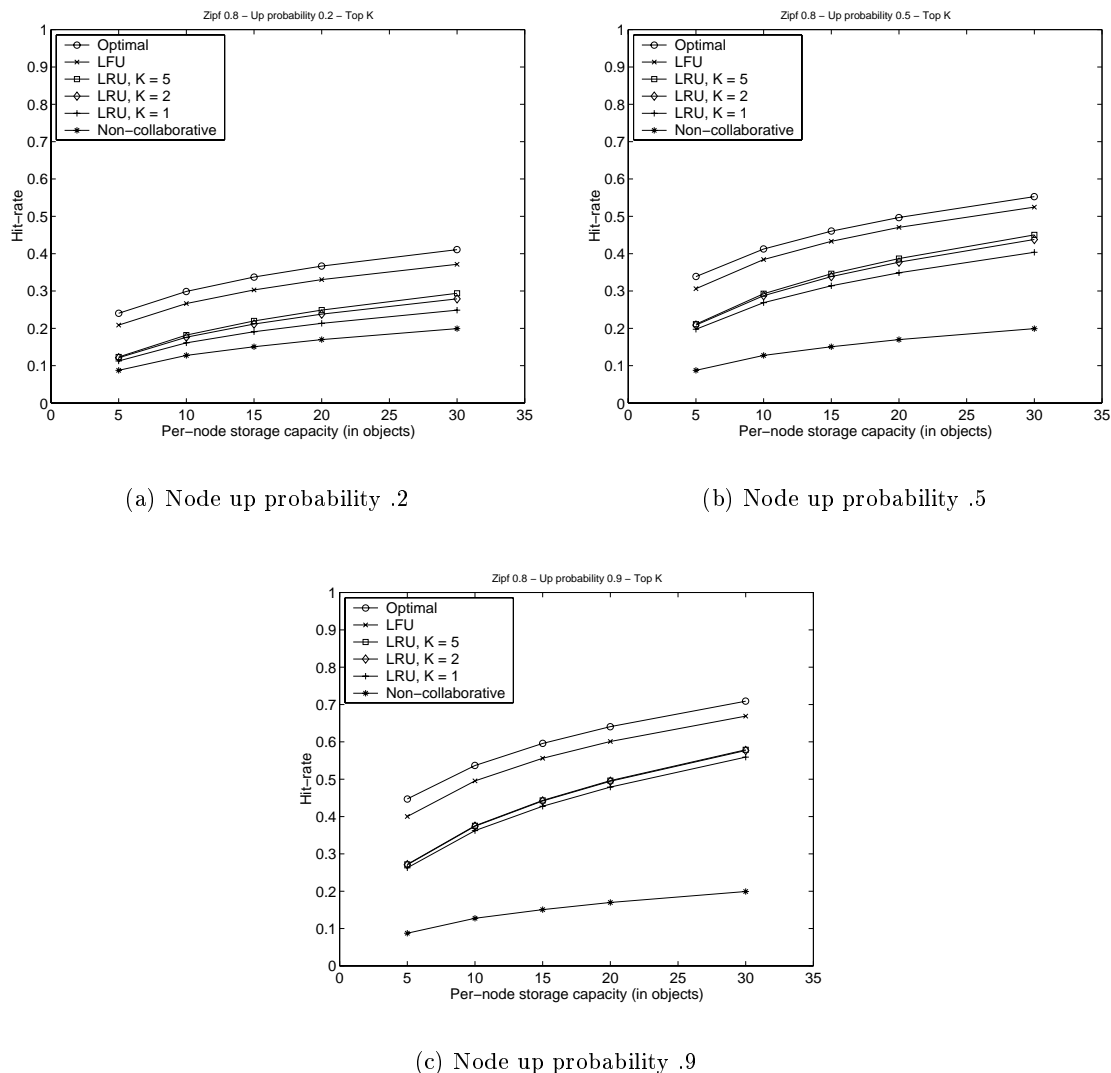 Zipf 0.8 − Up probability 0.2 − Top K
1
0.9
0.8
0.7
0.6
0.5
0.4
0.3
0.2
0.1
0
Hit−rate
Optimal
LFU
LRU, K = 5
LRU, K = 2
LRU, K = 1
Non−collaborative
0 5 10 15 20 25 30 35
Per−node storage capacity (in objects)
(a) Node up probability .2
Zipf 0.8 − Up probability 0.5 − Top K
1
0.9
0.8
0.7
0.6
0.5
0.4
0.3
0.2
0.1
0
Hit−rate
Optimal
LFU
LRU, K = 5
LRU, K = 2
LRU, K = 1
Non−collaborative
0 5 10 15 20 25 30 35
Per−node storage capacity (in objects)
(b) Node up probability .5
Zipf 0.8 − Up probability 0.9 − Top K
1
0.9
0.8
0.7
0.6
0.5
0.4
0.3
0.2
0.1
0
Hit−rate
Optimal
LFU
LRU, K = 5
LRU, K = 2
LRU, K = 1
Non−collaborative
0 5 10 15 20 25 30 35
Per−node storage capacity (in objects)
(c) Node up probability .9